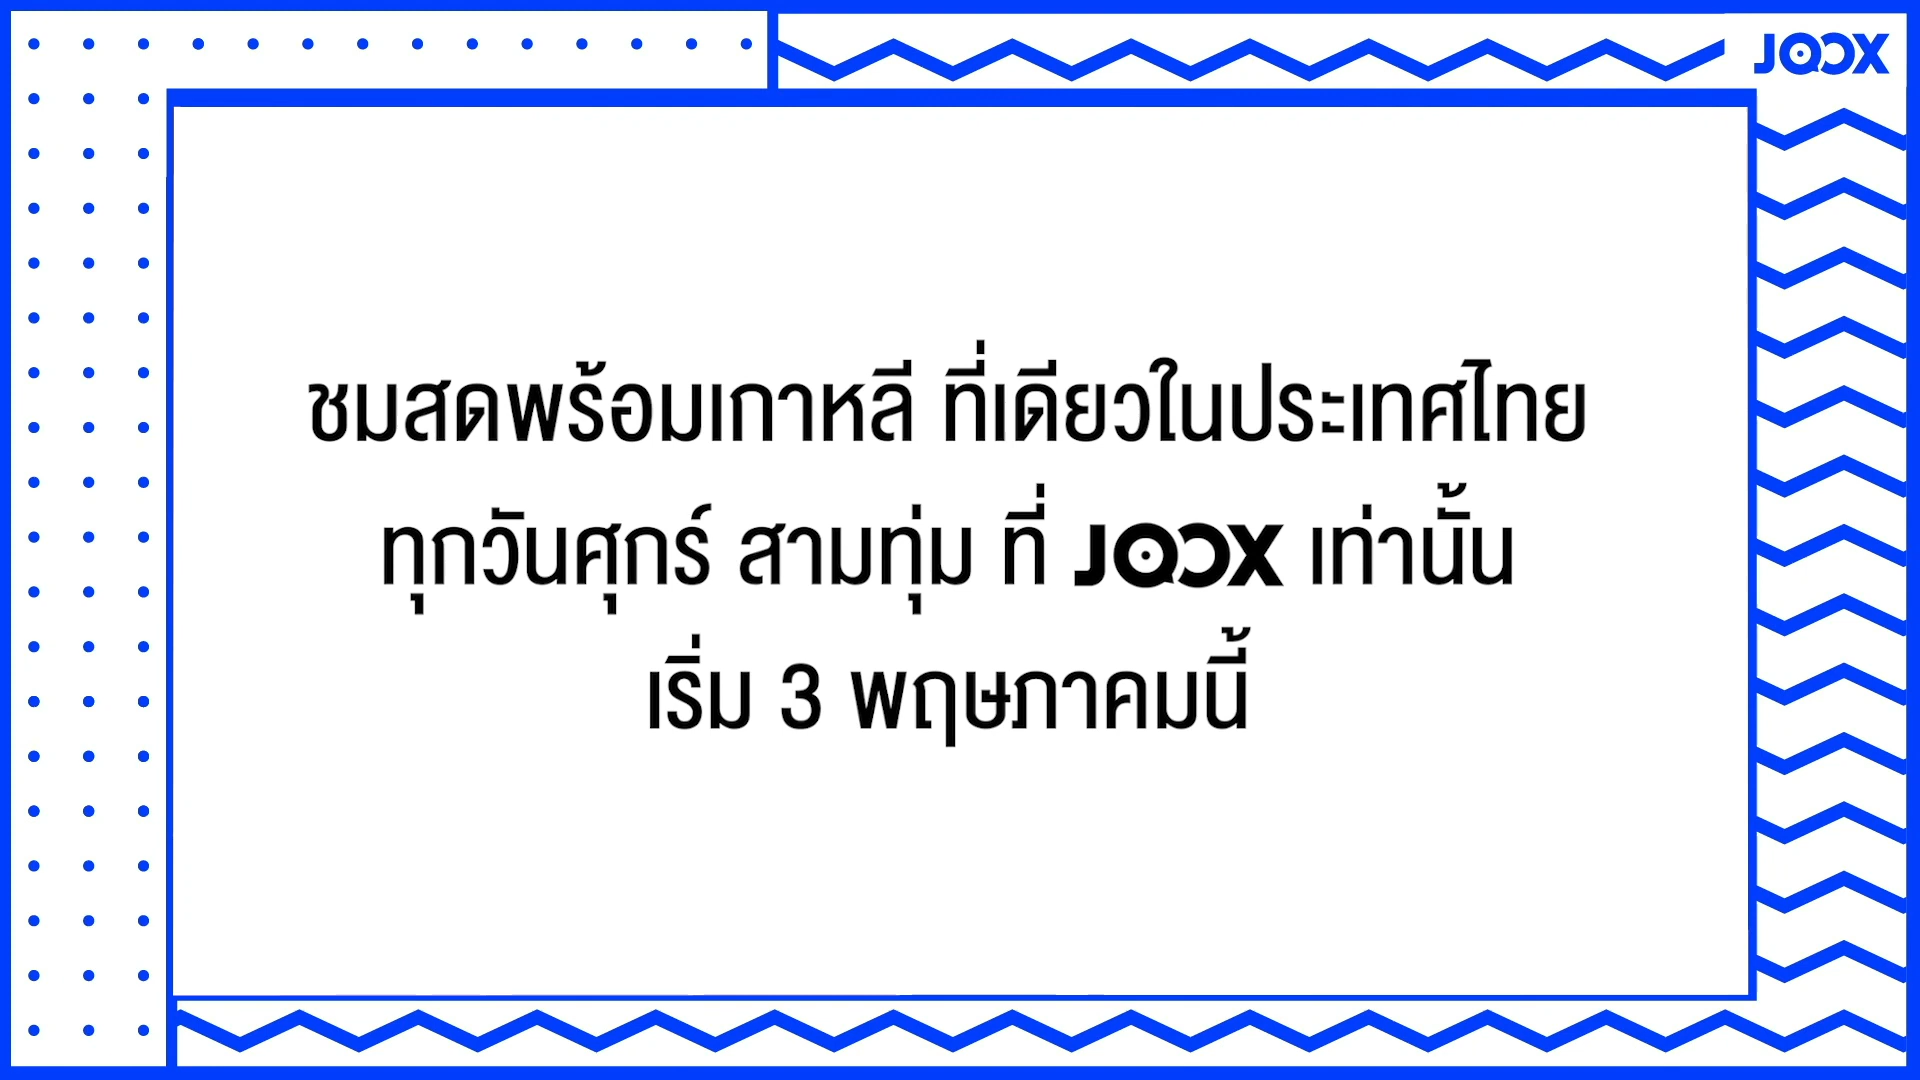 JOOX
ชมสดพร้อมเกาหลี ที่เดียวในประเทศไทย
ทุกวันศุกร์ สามทุ่ม ที่ JOOX เท่านั้น
เริ่ม 3 พฤษภาคมนี้